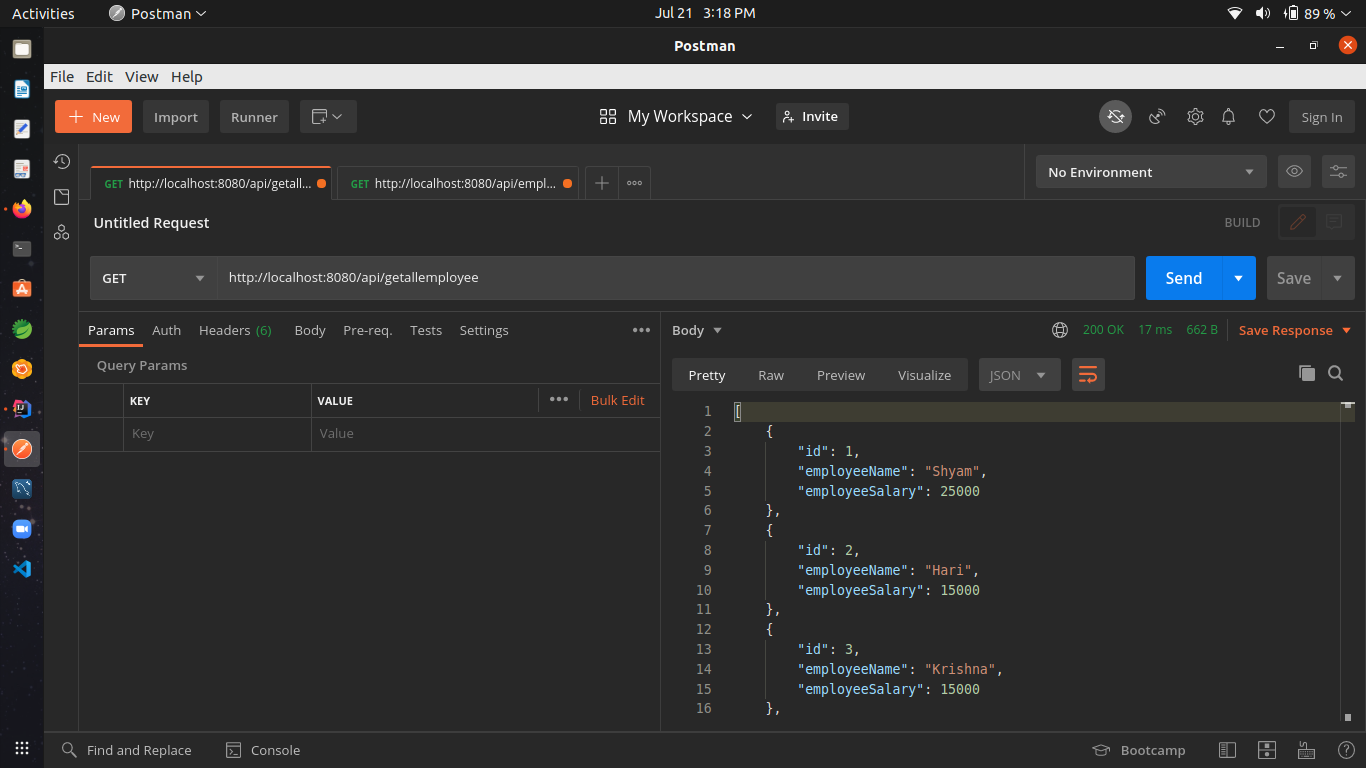 Activities Postman Jul 21 3:18 PM 89 %
Postman
File Edit View Help
New Import Runner My Workspace Invite Sign In
GET http://localhost:8080/api/getall... GET http://localhost:8080/api/empl... No Environment
Untitled Request BUILD
GET http://localhost:8080/api/getallemployee Send Save
Params Auth Headers (6) Body Pre-req. Tests Settings
Query Params
KEY VALUE Bulk Edit
Key Value
Body 200 OK 17 ms 662 B Save Response
Pretty Raw Preview Visualize JSON
1 [
2 {
3 "id": 1,
4 "employeeName": "Shyam",
5 "employeeSalary": 25000
6 },
7 {
8 "id": 2,
9 "employeeName": "Hari",
10 "employeeSalary": 15000
11 },
12 {
13 "id": 3,
14 "employeeName": "Krishna",
15 "employeeSalary": 15000
16 },
Find and Replace Console Bootcamp